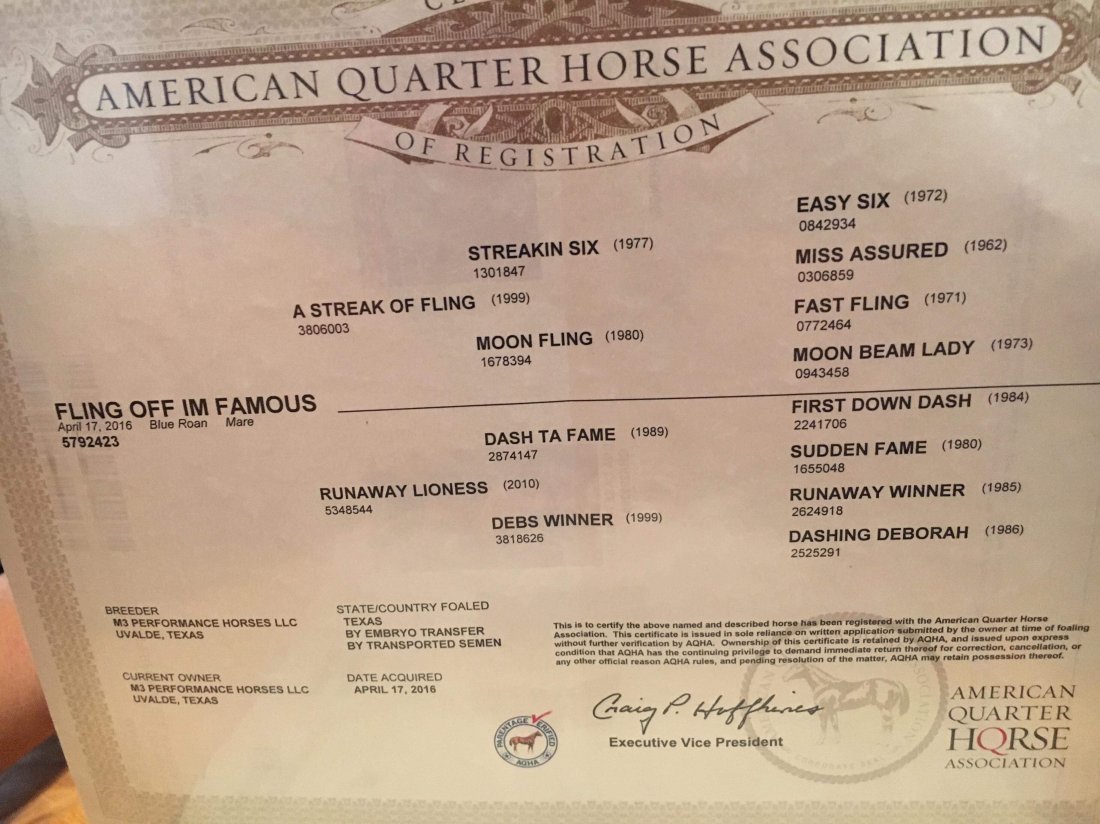 AMERICAN QUARTER HORSE ASSOCIATION
OF REGISTRATION
EASY SIX (1972)
0842934
STREAKIN SIX (1977)
1301847
MISS ASSURED (1962)
0306859
A STREAK OF FLING (1999)
3806003
FAST FLING (1971)
0772464
MOON FLING (1980)
1678394
MOON BEAM LADY (1973)
0943458
FLING OFF IM FAMOUS
April 17, 2016 Blue Roan Mare
5792423
FIRST DOWN DASH (1984)
2241706
DASH TA FAME (1989)
2874147
SUDDEN FAME (1980)
1655048
RUNAWAY LIONESS (2010)
5348544
RUNAWAY WINNER (1985)
2624918
DEBS WINNER (1999)
3818626
DASHING DEBORAH (1986)
2525291
BREEDER
M3 PERFORMANCE HORSES LLC
UVALDE, TEXAS
STATE/COUNTRY FOALED
TEXAS
BY EMBRYO TRANSFER
BY TRANSPORTED SEMEN
CURRENT OWNER
M3 PERFORMANCE HORSES LLC
UVALDE, TEXAS
DATE ACQUIRED
APRIL 17, 2016
This is to certify the above named and described horse has been registered with the American Quarter Horse
Association. This certificate is issued in sole reliance on written application submitted by the owner at time of foaling
without further verification by AQHA. Ownership of this certificate is retained by AQHA, and issued upon express
condition that AQHA has the continuing privilege to demand immediate return thereof for correction, cancellation, or
any other official reason AQHA rules, and pending resolution of the matter, AQHA may retain possession thereof.
PARENTAGE VERIFIED
AQHA
Craig P. Huffhines
Executive Vice President
AMERICAN
QUARTER
HORSE
ASSOCIATION